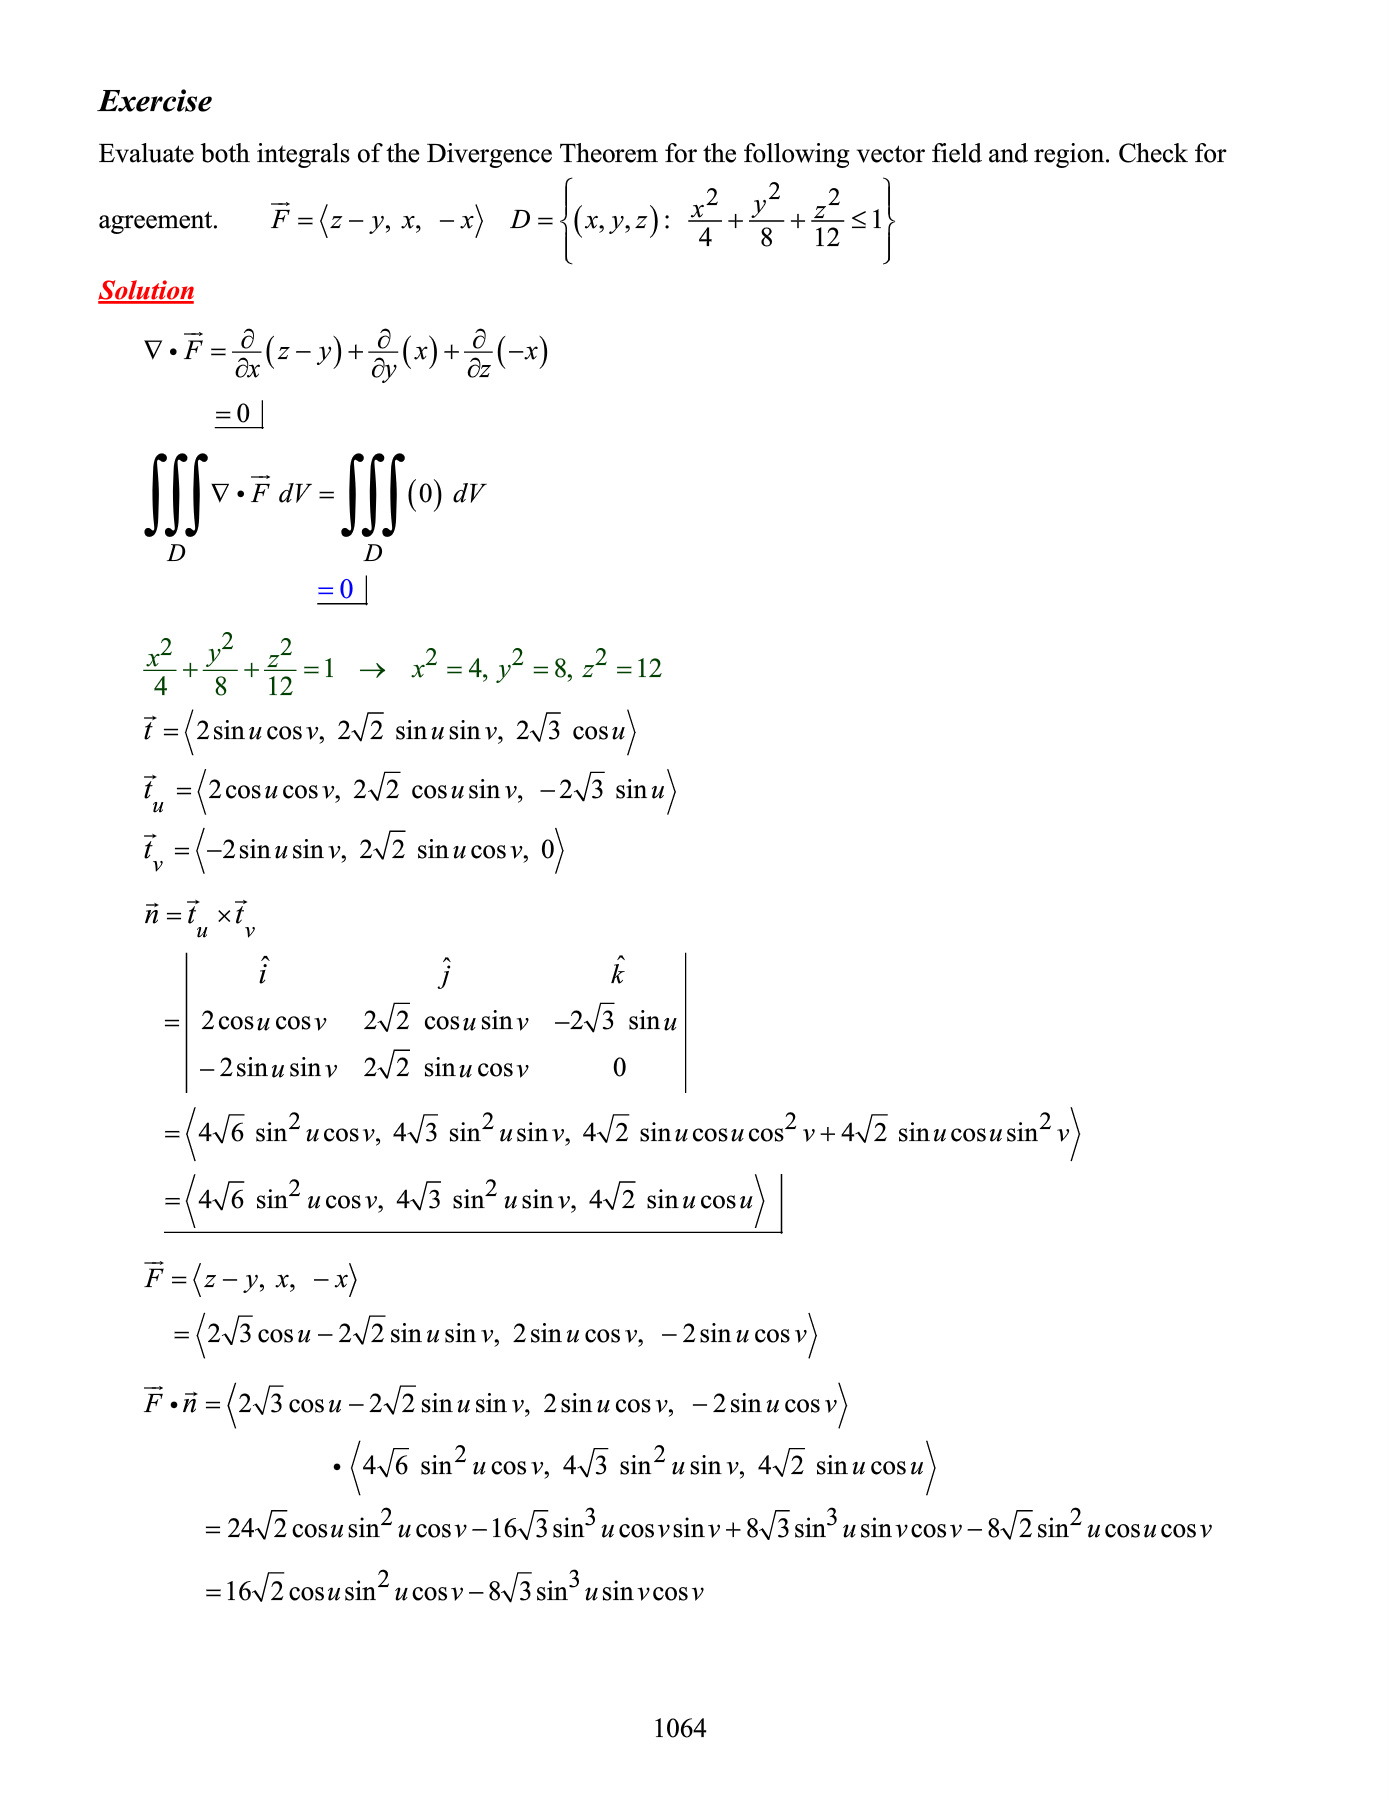 Exercise
Evaluate both integrals of the Divergence Theorem for the following vector field and region. Check for
agreement. $\vec{F} = \langle z - y, x, -x \rangle$ $D = \left\{ (x, y, z): \frac{x^2}{4} + \frac{y^2}{8} + \frac{z^2}{12} \le 1 \right\}$
Solution
$\nabla \bullet \vec{F} = \frac{\partial}{\partial x}(z - y) + \frac{\partial}{\partial y}(x) + \frac{\partial}{\partial z}(-x)$
$= 0$
$\iiint_D \nabla \bullet \vec{F} \, dV = \iiint_D (0) \, dV$
$= 0$
$\frac{x^2}{4} + \frac{y^2}{8} + \frac{z^2}{12} = 1 \rightarrow x^2 = 4, y^2 = 8, z^2 = 12$
$\vec{t} = \langle 2 \sin u \cos v, 2\sqrt{2} \sin u \sin v, 2\sqrt{3} \cos u \rangle$
$\vec{t}_u = \langle 2 \cos u \cos v, 2\sqrt{2} \cos u \sin v, -2\sqrt{3} \sin u \rangle$
$\vec{t}_v = \langle -2 \sin u \sin v, 2\sqrt{2} \sin u \cos v, 0 \rangle$
$\vec{n} = \vec{t}_u \times \vec{t}_v$
$= \begin{vmatrix} \hat{i} & \hat{j} & \hat{k} \\ 2 \cos u \cos v & 2\sqrt{2} \cos u \sin v & -2\sqrt{3} \sin u \\ -2 \sin u \sin v & 2\sqrt{2} \sin u \cos v & 0 \end{vmatrix}$
$= \langle 4\sqrt{6} \sin^2 u \cos v, 4\sqrt{3} \sin^2 u \sin v, 4\sqrt{2} \sin u \cos u \cos^2 v + 4\sqrt{2} \sin u \cos u \sin^2 v \rangle$
$= \langle 4\sqrt{6} \sin^2 u \cos v, 4\sqrt{3} \sin^2 u \sin v, 4\sqrt{2} \sin u \cos u \rangle$
$\vec{F} = \langle z - y, x, -x \rangle$
$= \langle 2\sqrt{3} \cos u - 2\sqrt{2} \sin u \sin v, 2 \sin u \cos v, -2 \sin u \cos v \rangle$
$\vec{F} \bullet \vec{n} = \langle 2\sqrt{3} \cos u - 2\sqrt{2} \sin u \sin v, 2 \sin u \cos v, -2 \sin u \cos v \rangle$
$\bullet \langle 4\sqrt{6} \sin^2 u \cos v, 4\sqrt{3} \sin^2 u \sin v, 4\sqrt{2} \sin u \cos u \rangle$
$= 24\sqrt{2} \cos u \sin^2 u \cos v - 16\sqrt{3} \sin^3 u \cos v \sin v + 8\sqrt{3} \sin^3 u \sin v \cos v - 8\sqrt{2} \sin^2 u \cos u \cos v$
$= 16\sqrt{2} \cos u \sin^2 u \cos v - 8\sqrt{3} \sin^3 u \sin v \cos v$
1064